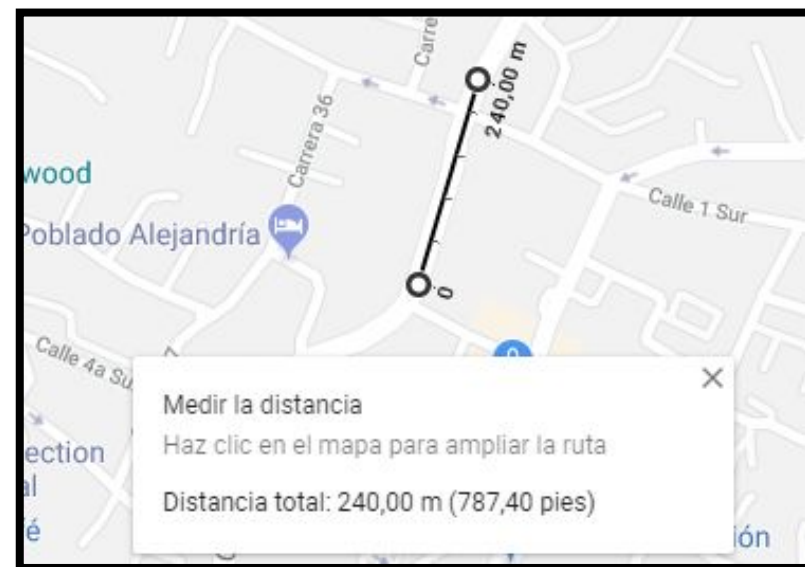 Carre
240,00 m
Carrera 36
wood
Calle 1 Sur
Poblado Alejandría
0
Calle 4a Su
Medir la distancia
Haz clic en el mapa para ampliar la ruta
ection
al
Distancia total: 240,00 m (787,40 pies)
é
ión